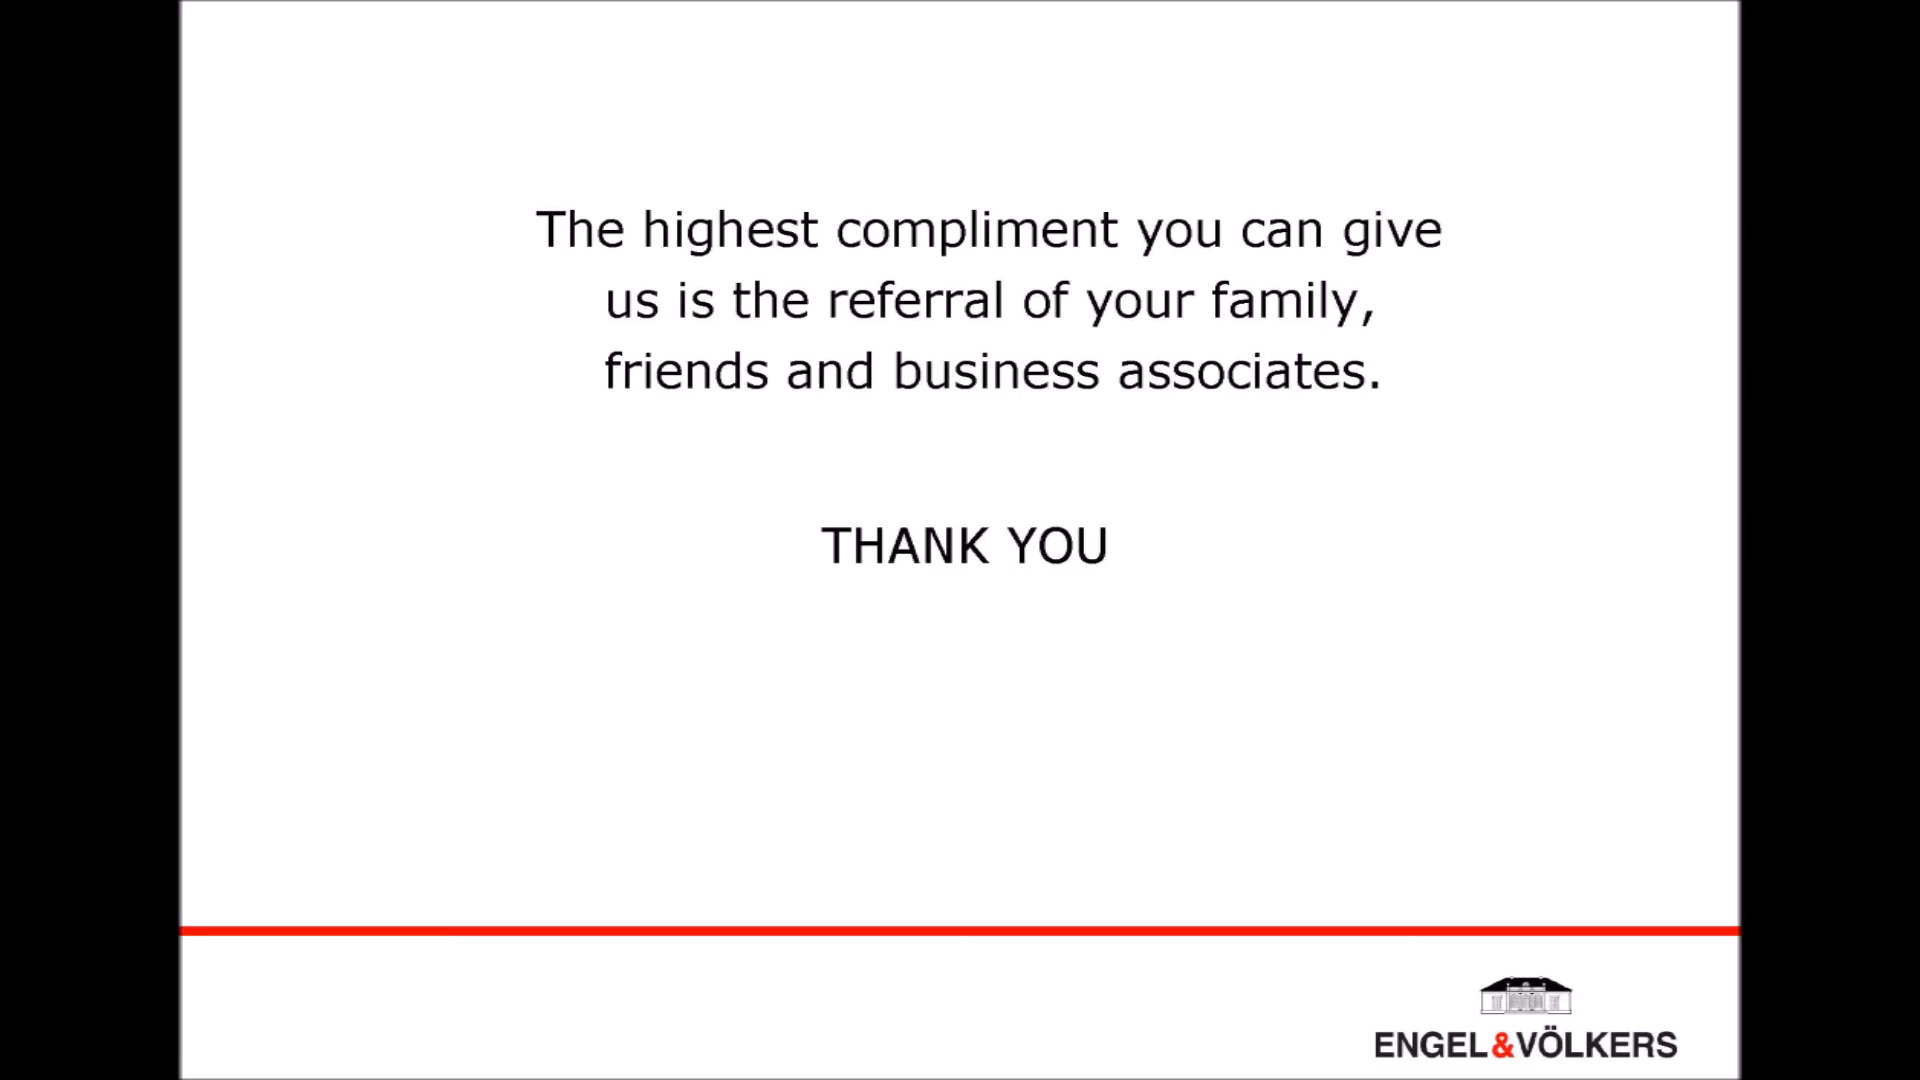 The highest compliment you can give
us is the referral of your family,
friends and business associates.
THANK YOU
ENGEL&VÖLKERS